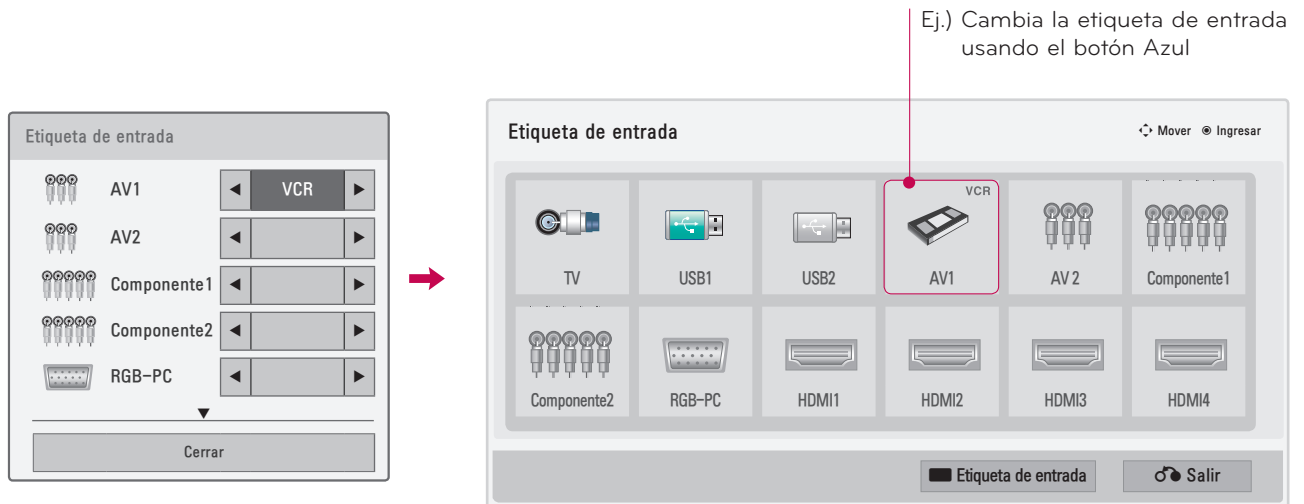 Ej.) Cambia la etiqueta de entrada
usando el botón Azul
Etiqueta de entrada
AV1 ◀ VCR ▶
AV2 ◀ ▶
Componente1 ◀ ▶
Componente2 ◀ ▶
RGB-PC ◀ ▶
▼
Cerrar
Etiqueta de entrada
Mover ◉ Ingresar
VCR
TV USB1 USB2 AV1 AV 2 Componente1
Componente2 RGB-PC HDMI1 HDMI2 HDMI3 HDMI4
Etiqueta de entrada Salir